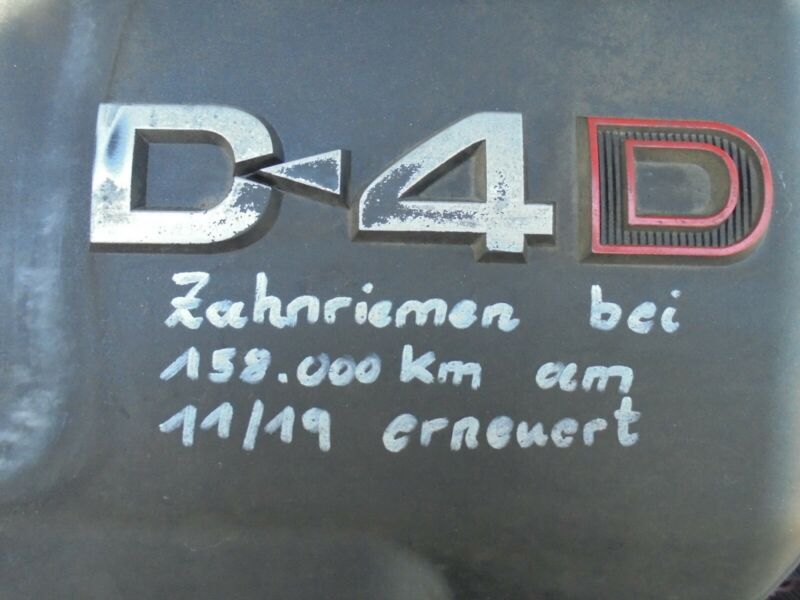 D-4D
Zahnriemen bei
158.000 Km am
11/19 erneuert